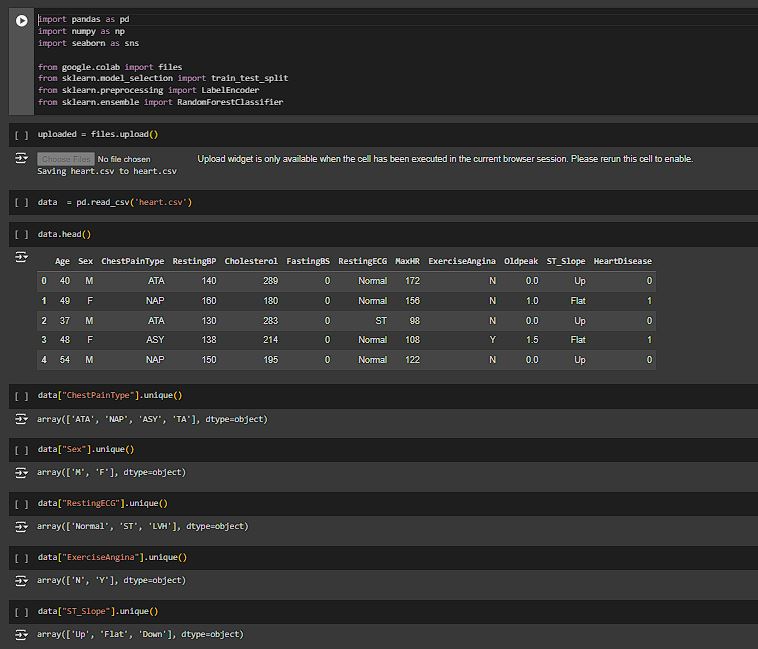 import pandas as pd
import numpy as np
import seaborn as sns
from google.colab import files
from sklearn.model_selection import train_test_split
from sklearn.preprocessing import LabelEncoder
from sklearn.ensemble import RandomForestClassifier
[ ] uploaded = files.upload()
Choose Files No file chosen Upload widget is only available when the cell has been executed in the current browser session. Please rerun this cell to enable.
Saving heart.csv to heart.csv
[ ] data  = pd.read_csv('heart.csv')
[ ] data.head()
Age Sex ChestPainType RestingBP Cholesterol FastingBS RestingECG MaxHR ExerciseAngina Oldpeak ST_Slope HeartDisease
0 40 M ATA 140 289 0 Normal 172 N 0.0 Up 0
1 49 F NAP 160 180 0 Normal 156 N 1.0 Flat 1
2 37 M ATA 130 283 0 ST 98 N 0.0 Up 0
3 48 F ASY 138 214 0 Normal 108 Y 1.5 Flat 1
4 54 M NAP 150 195 0 Normal 122 N 0.0 Up 0
[ ] data["ChestPainType"].unique()
array(['ATA', 'NAP', 'ASY', 'TA'], dtype=object)
[ ] data["Sex"].unique()
array(['M', 'F'], dtype=object)
[ ] data["RestingECG"].unique()
array(['Normal', 'ST', 'LVH'], dtype=object)
[ ] data["ExerciseAngina"].unique()
array(['N', 'Y'], dtype=object)
[ ] data["ST_Slope"].unique()
array(['Up', 'Flat', 'Down'], dtype=object)